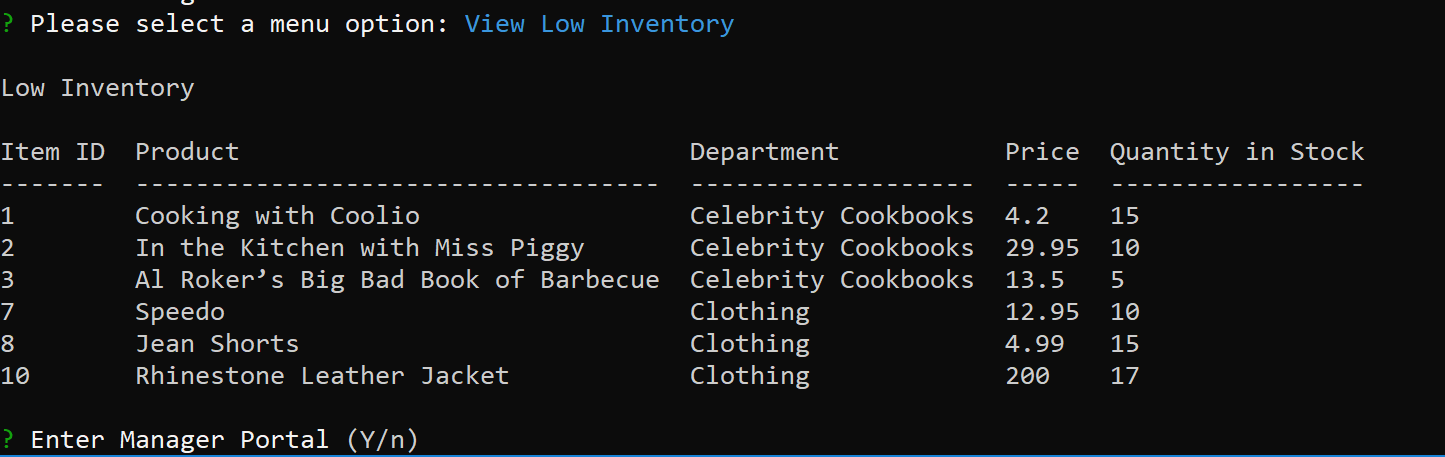 ? Please select a menu option: View Low Inventory
Low Inventory
Item ID  Product                              Department           Price  Quantity in Stock
-------  -----------------------------------  -------------------  -----  -----------------
1        Cooking with Coolio                  Celebrity Cookbooks  4.2    15
2        In the Kitchen with Miss Piggy       Celebrity Cookbooks  29.95  10
3        Al Roker’s Big Bad Book of Barbecue  Celebrity Cookbooks  13.5   5
7        Speedo                               Clothing             12.95  10
8        Jean Shorts                          Clothing             4.99   15
10       Rhinestone Leather Jacket            Clothing             200    17
? Enter Manager Portal (Y/n)